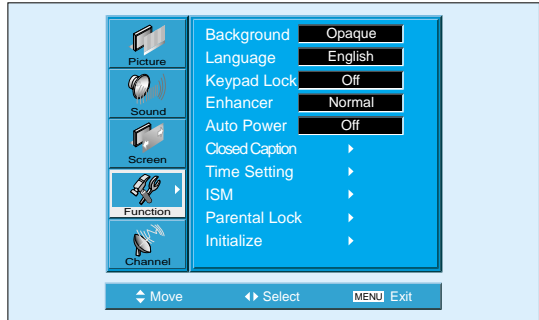 Picture
Sound
Screen
Function
Channel
Background Opaque
Language English
Keypad Lock Off
Enhancer Normal
Auto Power Off
Closed Caption
Time Setting
ISM
Parental Lock
Initialize
Move Select MENU Exit